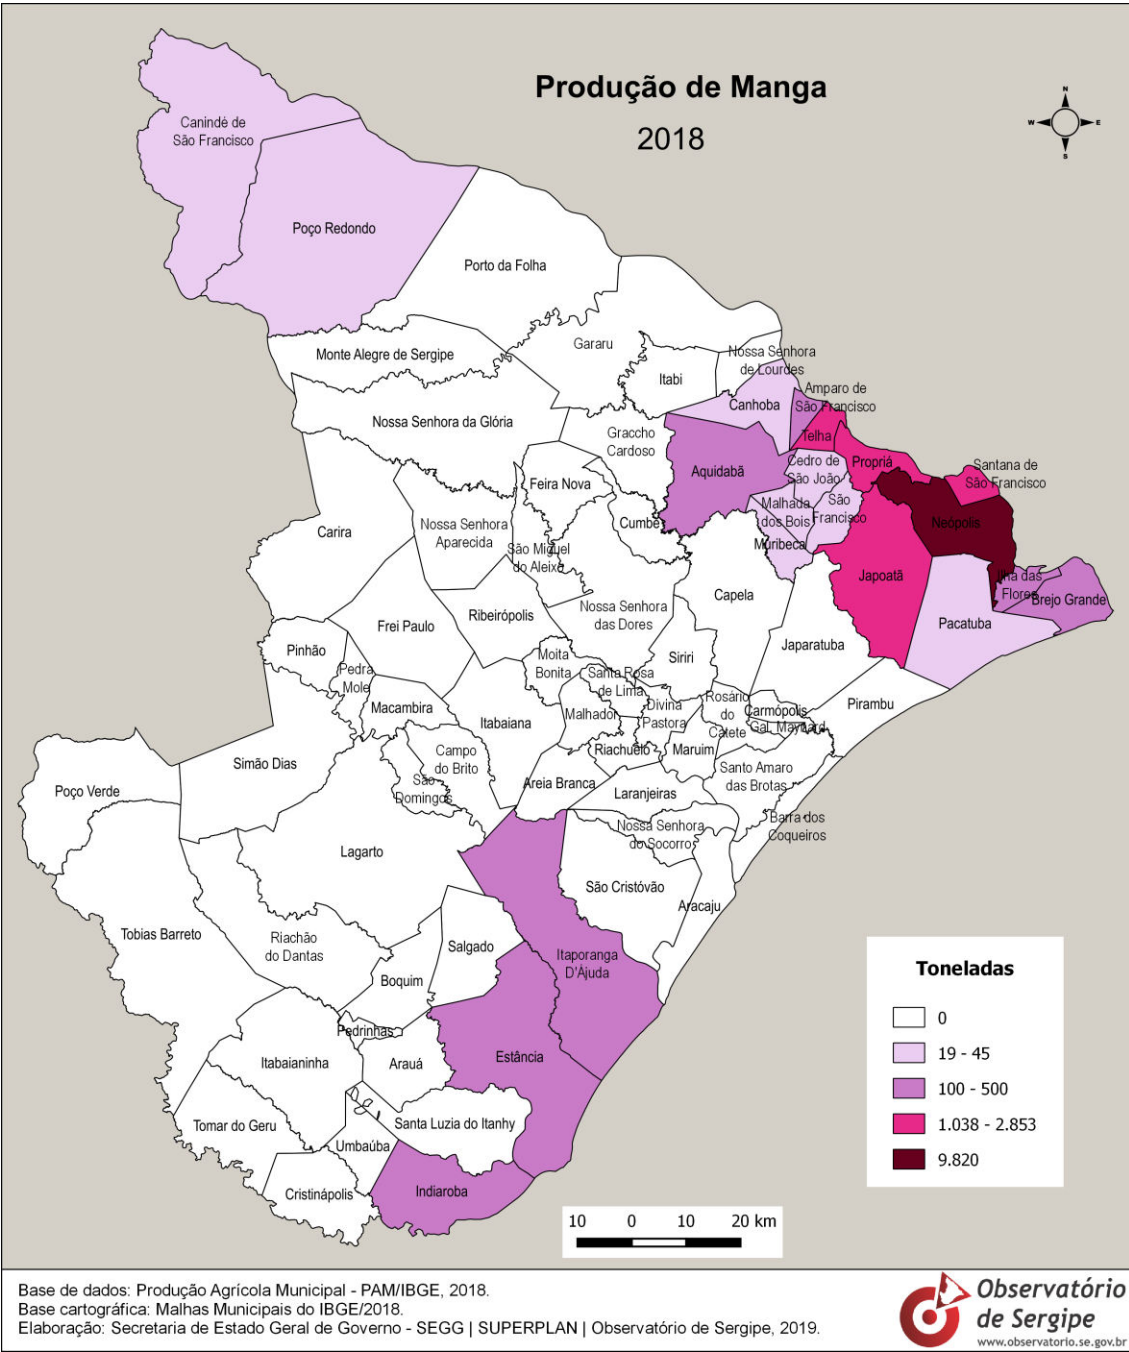 Produção de Manga
2018
N
W
E
S
Canindé de
São Francisco
Poço Redondo
Porto da Folha
Gararu
Monte Alegre de Sergipe
Nossa Senhora
de Lourdes
Itabi
Amparo de
São Francisco
Canhoba
Nossa Senhora da Glória
Graccho
Cardoso
Telha
Aquidabã
Cedro de
São João
Propriá
Santana de
São Francisco
Feira Nova
Malhada
dos Bois
São
Francisco
Neópolis
Carira
Nossa Senhora
Aparecida
Cumbe
Muribeca
São Miguel
do Aleixo
Japoatã
Ilha das
Flores
Brejo Grande
Capela
Nossa Senhora
das Dores
Ribeirópolis
Pacatuba
Frei Paulo
Japaratuba
Pinhão
Moita
Bonita
Siriri
Pedra
Mole
Santa Rosa
de Lima
Macambira
Malhador
Divina
Pastora
Rosário
do
Catete
Carmópolis
Pirambu
Itabaiana
Gal. Maynard
Riachuelo
Maruim
Campo
do Brito
Simão Dias
São
Domingos
Areia Branca
Santo Amaro
das Brotas
Poço Verde
Laranjeiras
Barra dos
Coqueiros
Nossa Senhora
do Socorro
Lagarto
São Cristóvão
Aracaju
Tobias Barreto
Riachão
do Dantas
Salgado
Itaporanga
D'Ájuda
Boquim
Pedrinhas
Itabaianinha
Arauá
Estância
Tomar do Geru
Santa Luzia do Itanhy
Umbaúba
Cristinápolis
Indiaroba
Toneladas
0
19 - 45
100 - 500
1.038 - 2.853
9.820
10 0 10 20 km
Base de dados: Produção Agrícola Municipal - PAM/IBGE, 2018.
Base cartográfica: Malhas Municipais do IBGE/2018.
Elaboração: Secretaria de Estado Geral de Governo - SEGG | SUPERPLAN | Observatório de Sergipe, 2019.
Observatório
de Sergipe
www.observatorio.se.gov.br